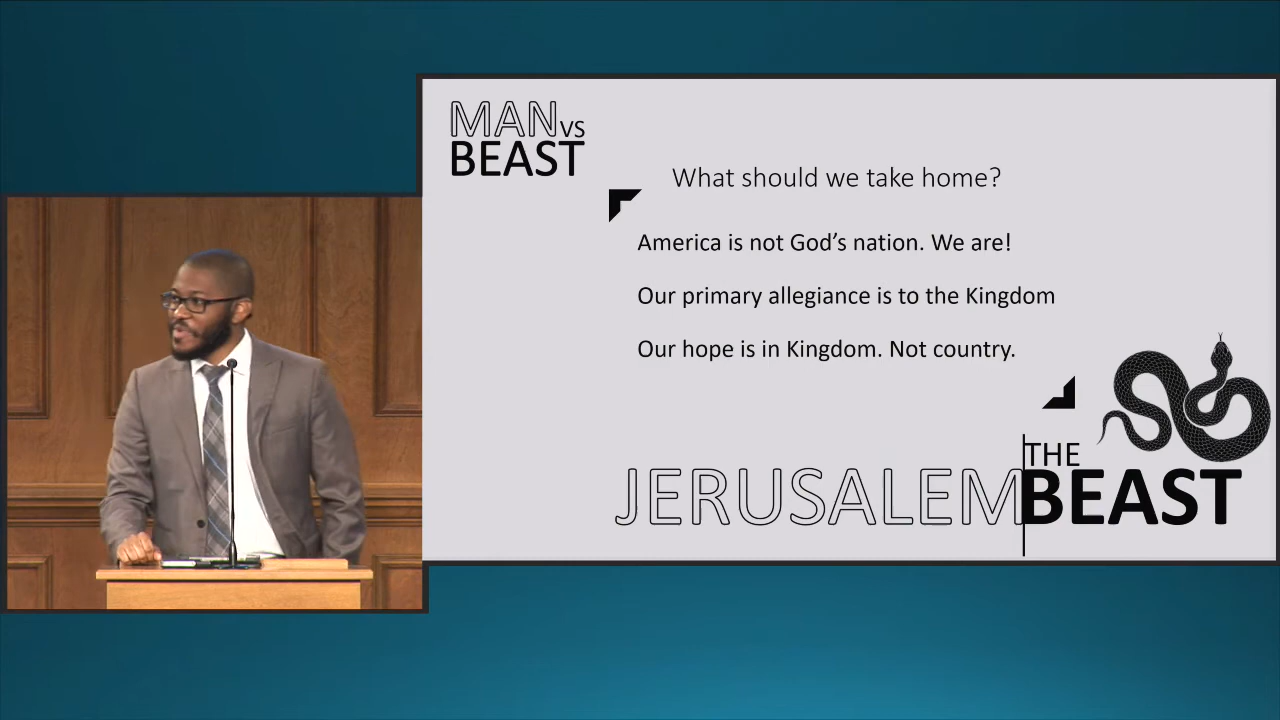 MAN VS
BEAST
What should we take home?
America is not God’s nation. We are!
Our primary allegiance is to the Kingdom
Our hope is in Kingdom. Not country.
THE
JERUSALEM BEAST